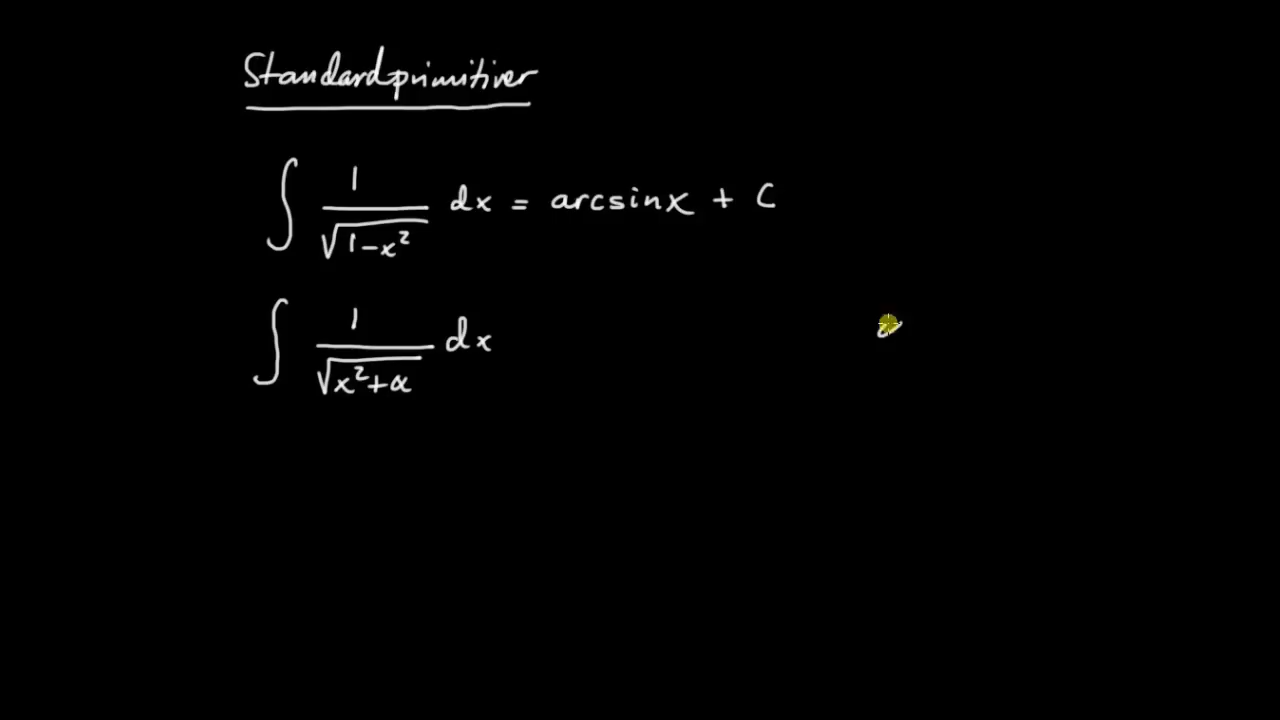 Standardprimitiver
∫ 1/√(1-x²) dx = arcsinx + C
∫ 1/√(x²+α) dx